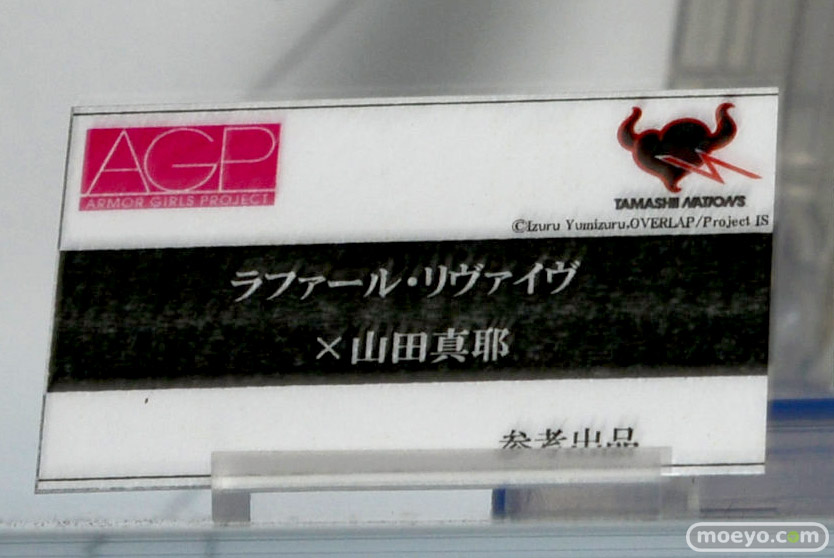 AGP
ARMOR GIRLS PROJECT
TAMASHII NATIONS
©Izuru Yumizuru,OVERLAP/Project IS
ラファール・リヴァイヴ
×山田真耶
参考出品
moeyo.com